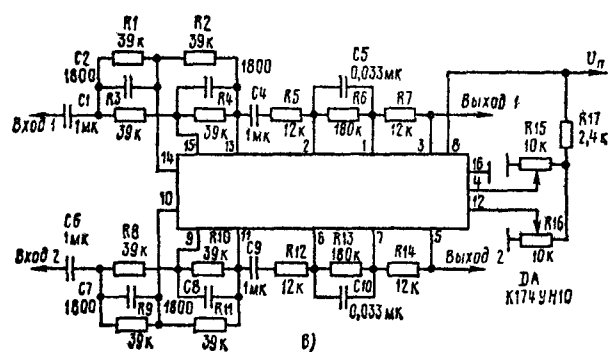 R1
39к
R2
39к
C2
1800
1800
C5
0,033мк
Uп
C1
1мк
R3
39к
R4
39к
C4
1мк
R5
12к
R6
180к
R7
12к
Вход 1
Выход 1
R15
10к
R17
2,4к
15
13
2
1
3
8
14
16
4
10
12
9
11
6
7
5
R16
10к
C6
1мк
R8
39к
R10
39к
C9
1мк
R12
12к
R13
180к
R14
12к
Вход 2
Выход 2
C7
1800
R9
39к
1800
C8
R11
39к
C10
0,033мк
DA
К174УН10
в)